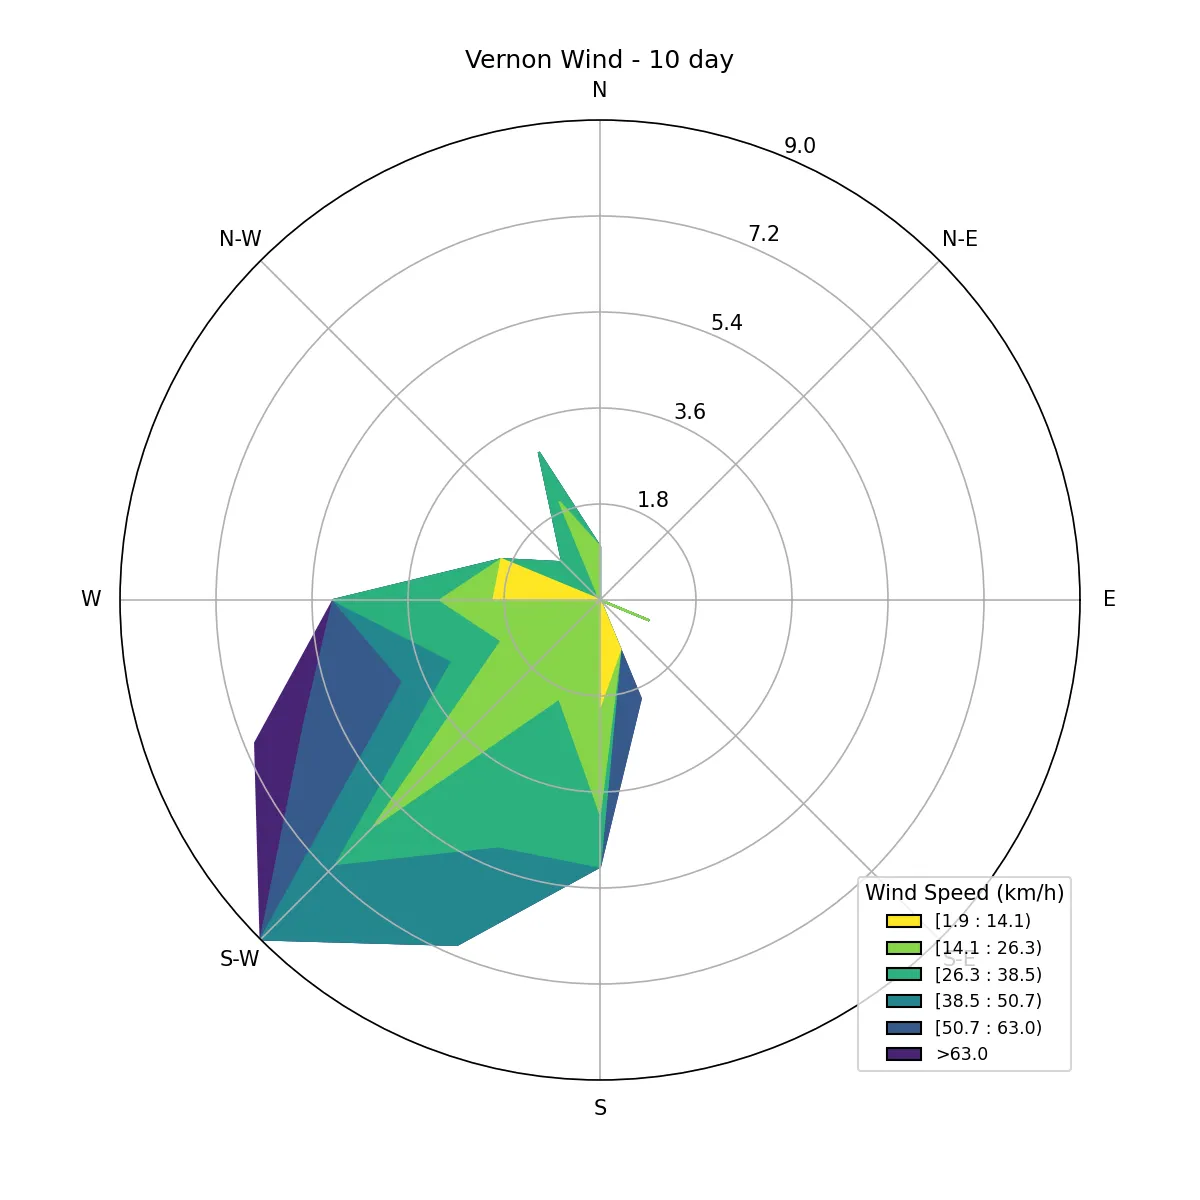 Vernon Wind - 10 day
N
9.0
N-W
7.2
N-E
5.4
3.6
1.8
W
E
Wind Speed (km/h)
[1.9 : 14.1)
[14.1 : 26.3)
[26.3 : 38.5)
[38.5 : 50.7)
[50.7 : 63.0)
>63.0
S-W
S-E
S